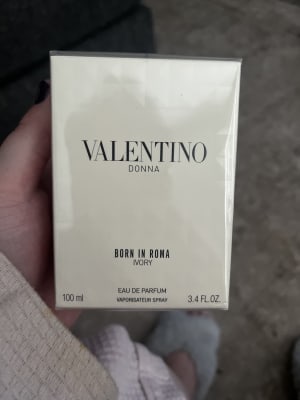 VALENTINO
DONNA
BORN IN ROMA
IVORY
EAU DE PARFUM
100 ml VAPORISATEUR SPRAY 3.4 FL.OZ.